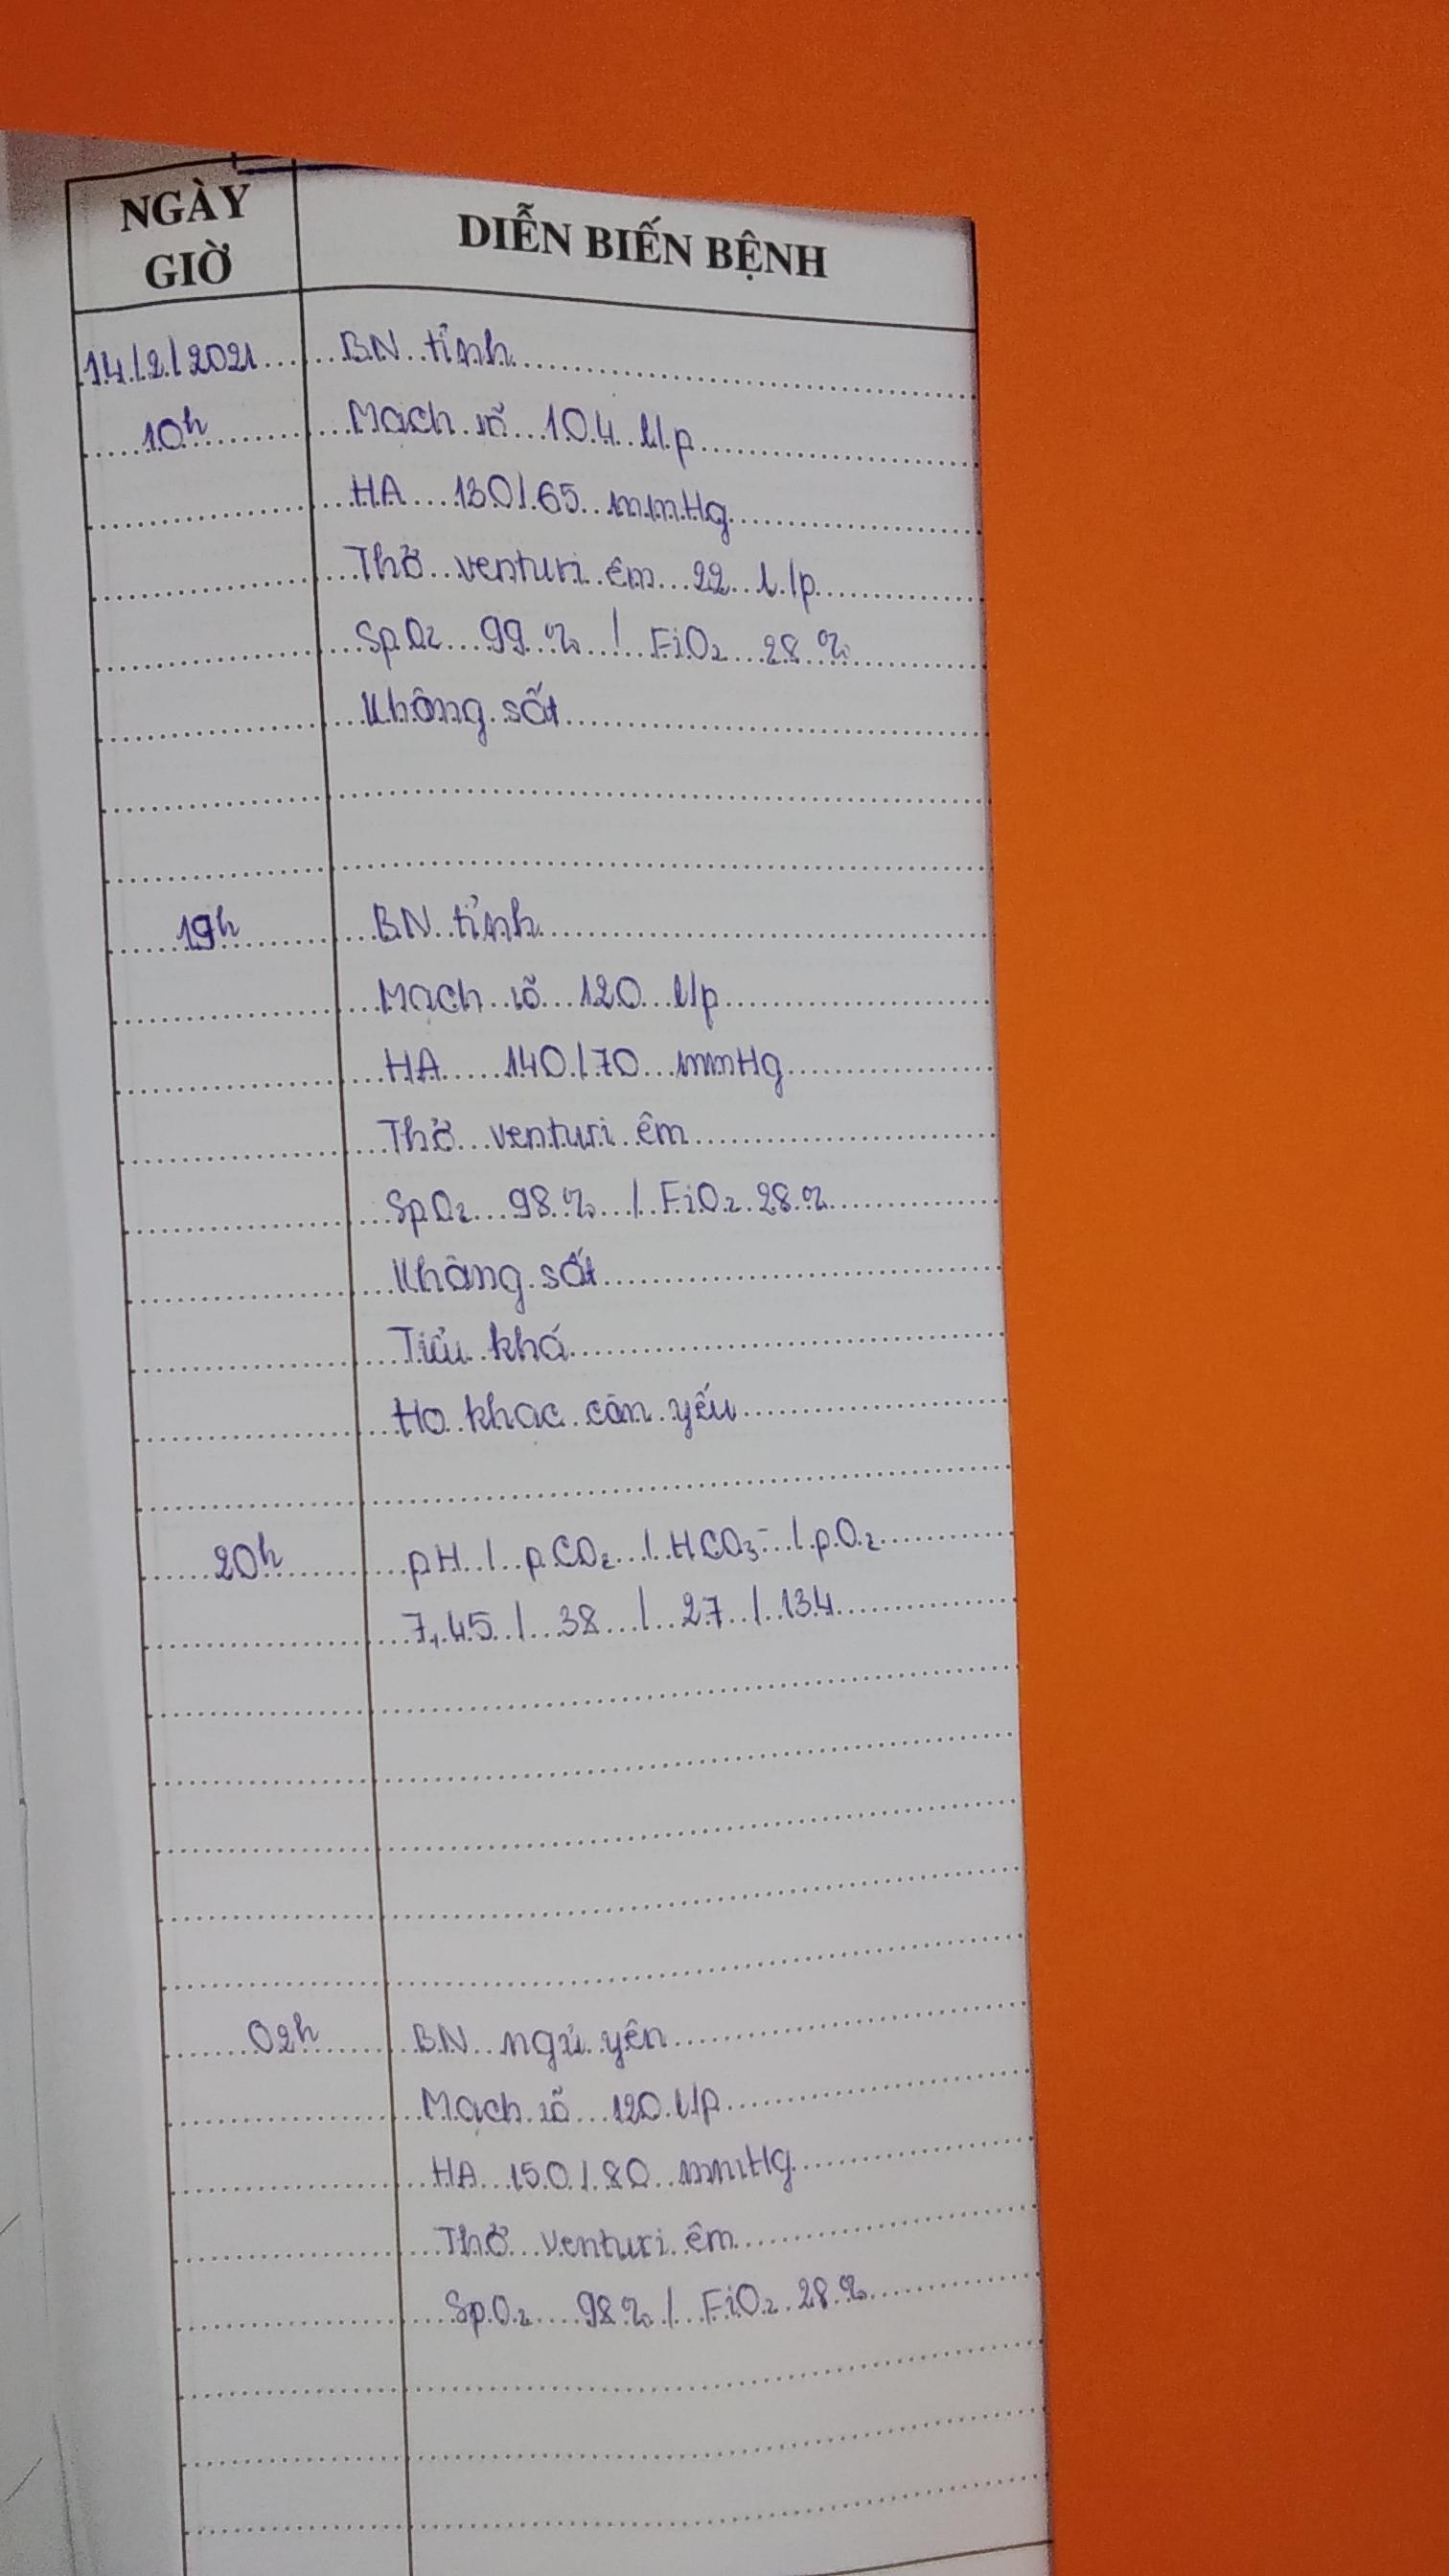 NGÀY GIỜ
DIỄN BIẾN BỆNH
14/2/2021 BN tỉnh
10h Mạch rõ 104 l/p
HA 130/65 mmHg
Thở venturi êm 22 l/p
SpO2 99% / FiO2 28%
Không sốt
19h BN tỉnh
Mạch rõ 120 l/p
HA 140/70 mmHg
Thở venturi êm
SpO2 98% / FiO2 28%
Không sốt
Tiểu khá
Ho khạc còn yếu
20h pH / pCO2 / HCO3- / pO2
7,45 / 38 / 27 / 134
02h BN ngủ yên
Mạch rõ 120 l/p
HA 150/80 mmHg
Thở venturi êm
SpO2 98% / FiO2 28%